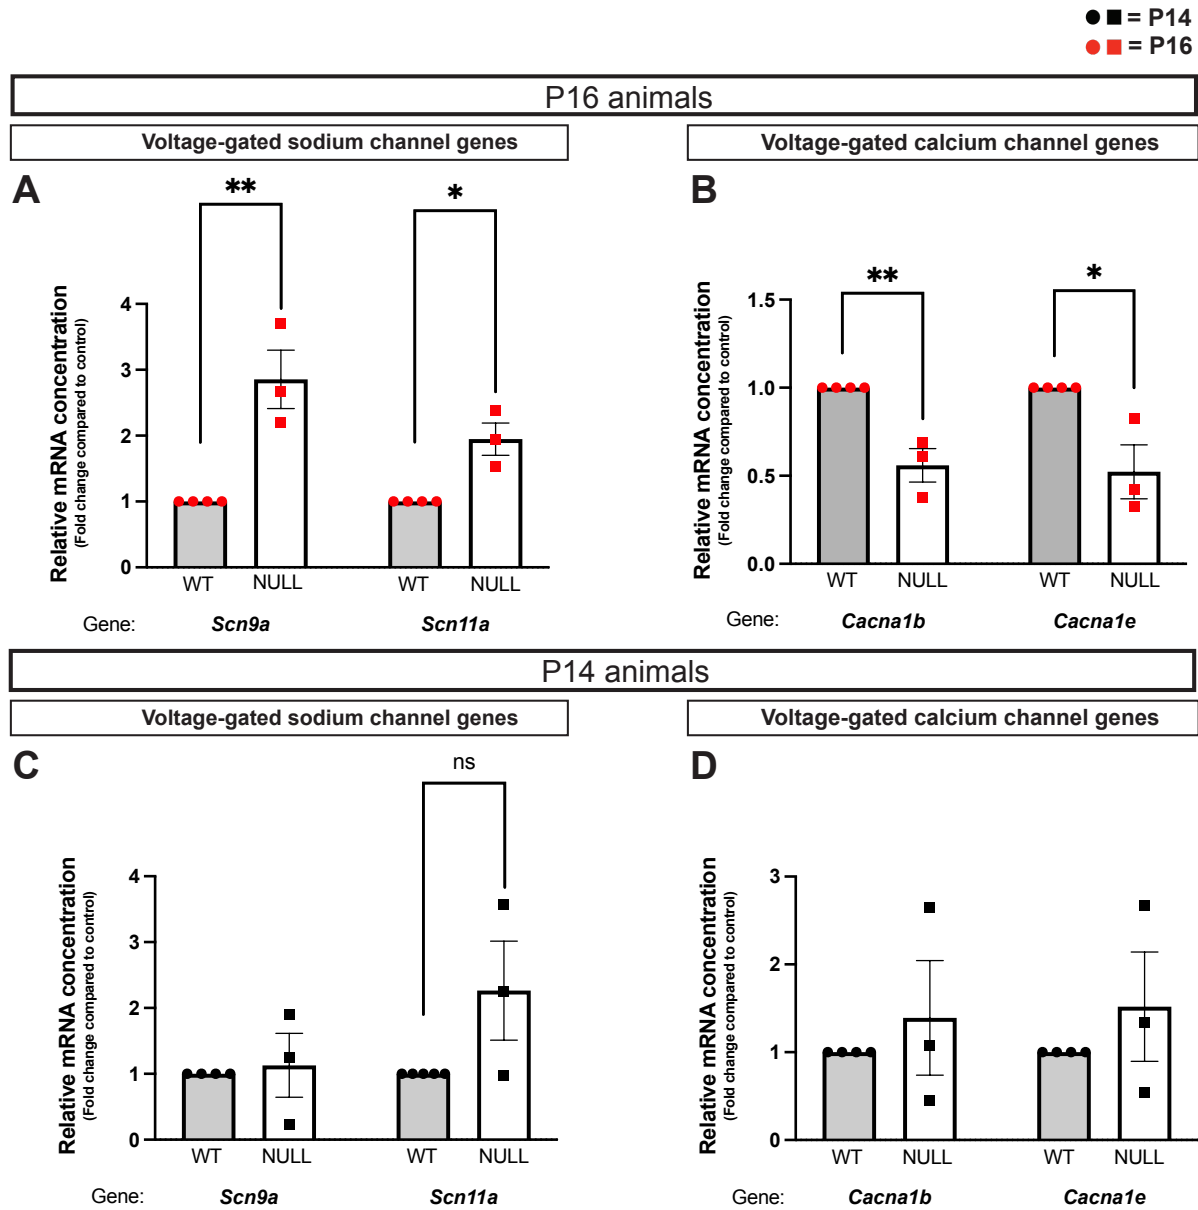 = P14
= P16
P16 animals
Voltage-gated sodium channel genes
Voltage-gated calcium channel genes
A
**
*
Relative mRNA concentration
(Fold change compared to control)
4
3
2
1
0
WT
NULL
WT
NULL
Gene:
Scn9a
Scn11a
B
**
*
Relative mRNA concentration
(Fold change compared to control)
1.5
1.0
0.5
0.0
WT
NULL
WT
NULL
Gene:
Cacna1b
Cacna1e
P14 animals
Voltage-gated sodium channel genes
Voltage-gated calcium channel genes
C
ns
Relative mRNA concentration
(Fold change compared to control)
4
3
2
1
0
WT
NULL
WT
NULL
Gene:
Scn9a
Scn11a
D
Relative mRNA concentration
(Fold change compared to control)
3
2
1
0
WT
NULL
WT
NULL
Gene:
Cacna1b
Cacna1e